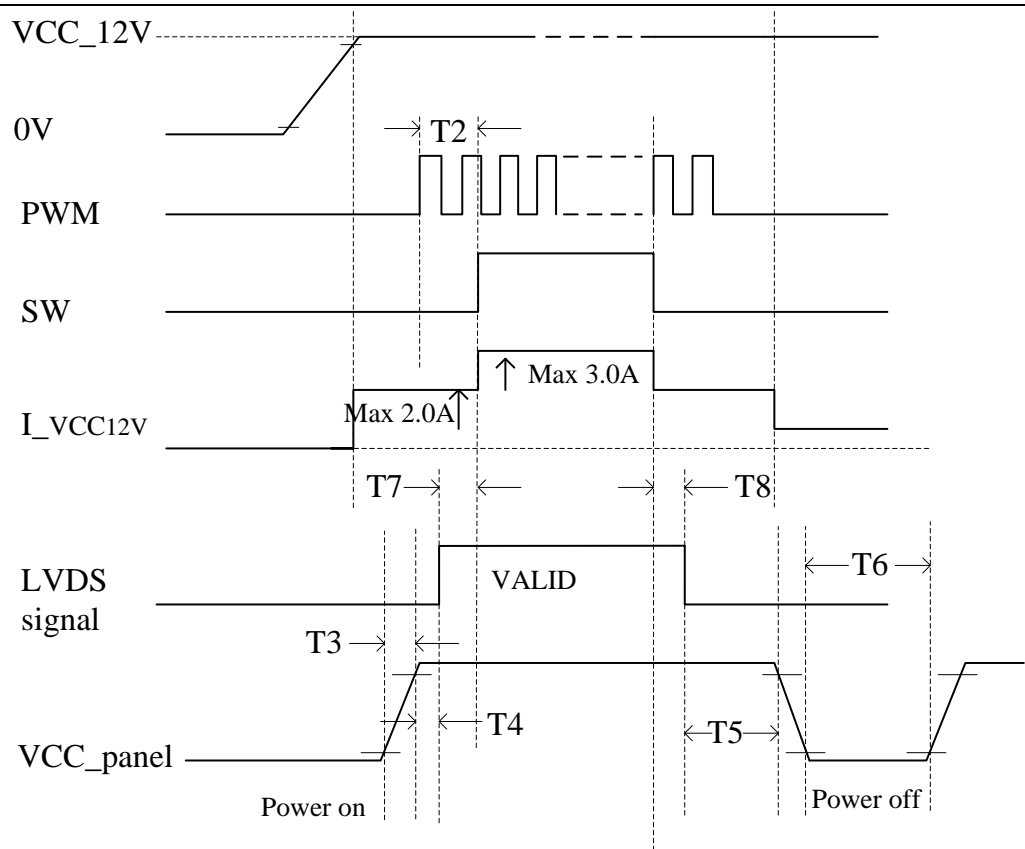 VCC_12V
0V
T2
PWM
SW
Max 3.0A
Max 2.0A
I_VCC12V
T7
T8
LVDS
signal
VALID
T6
T3
T4
T5
VCC_panel
Power on
Power off